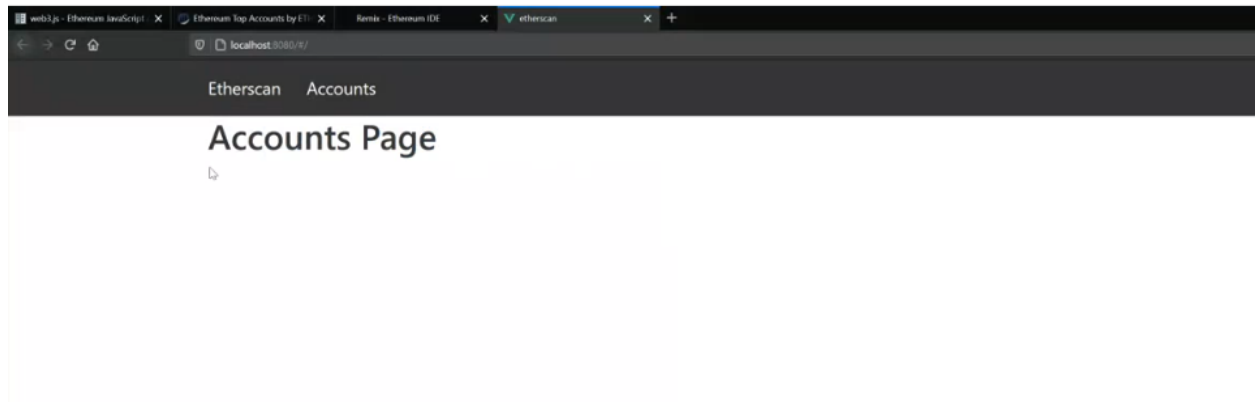 web3.js - Ethereum JavaScript
Ethereum Top Accounts by ETH
Remix - Ethereum IDE
etherscan
localhost:8080/#/
Etherscan Accounts
Accounts Page